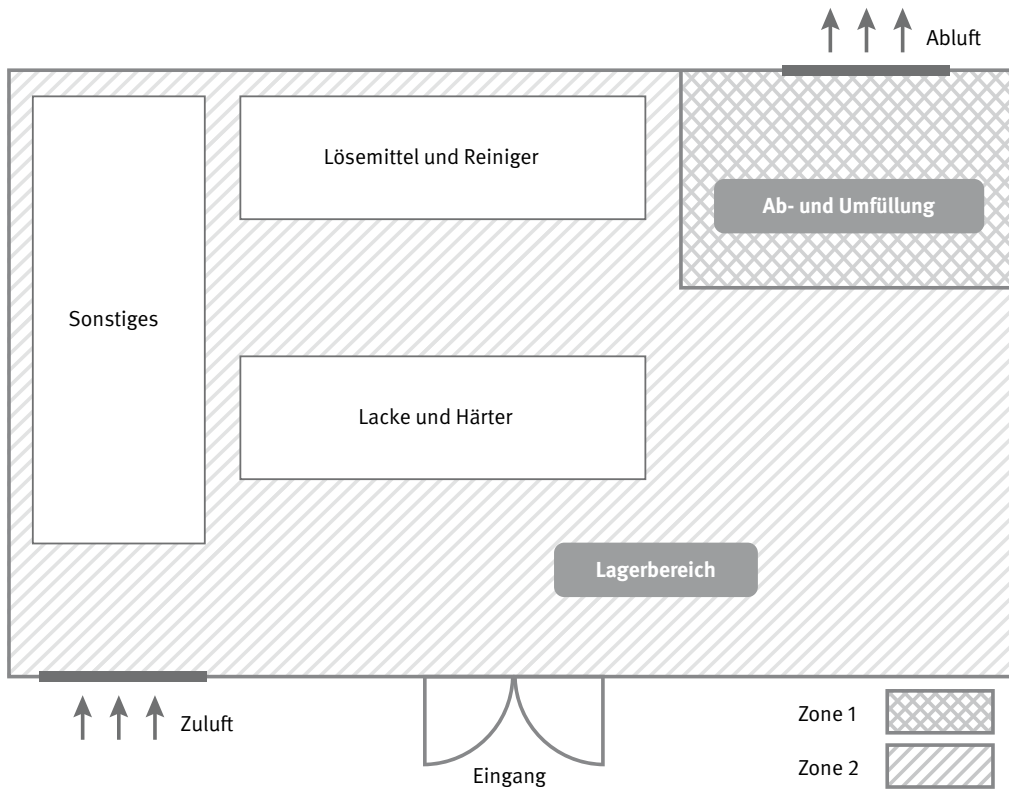 Abluft
Lösemittel und Reiniger
Ab- und Umfüllung
Sonstiges
Lacke und Härter
Lagerbereich
Zuluft
Eingang
Zone 1
Zone 2